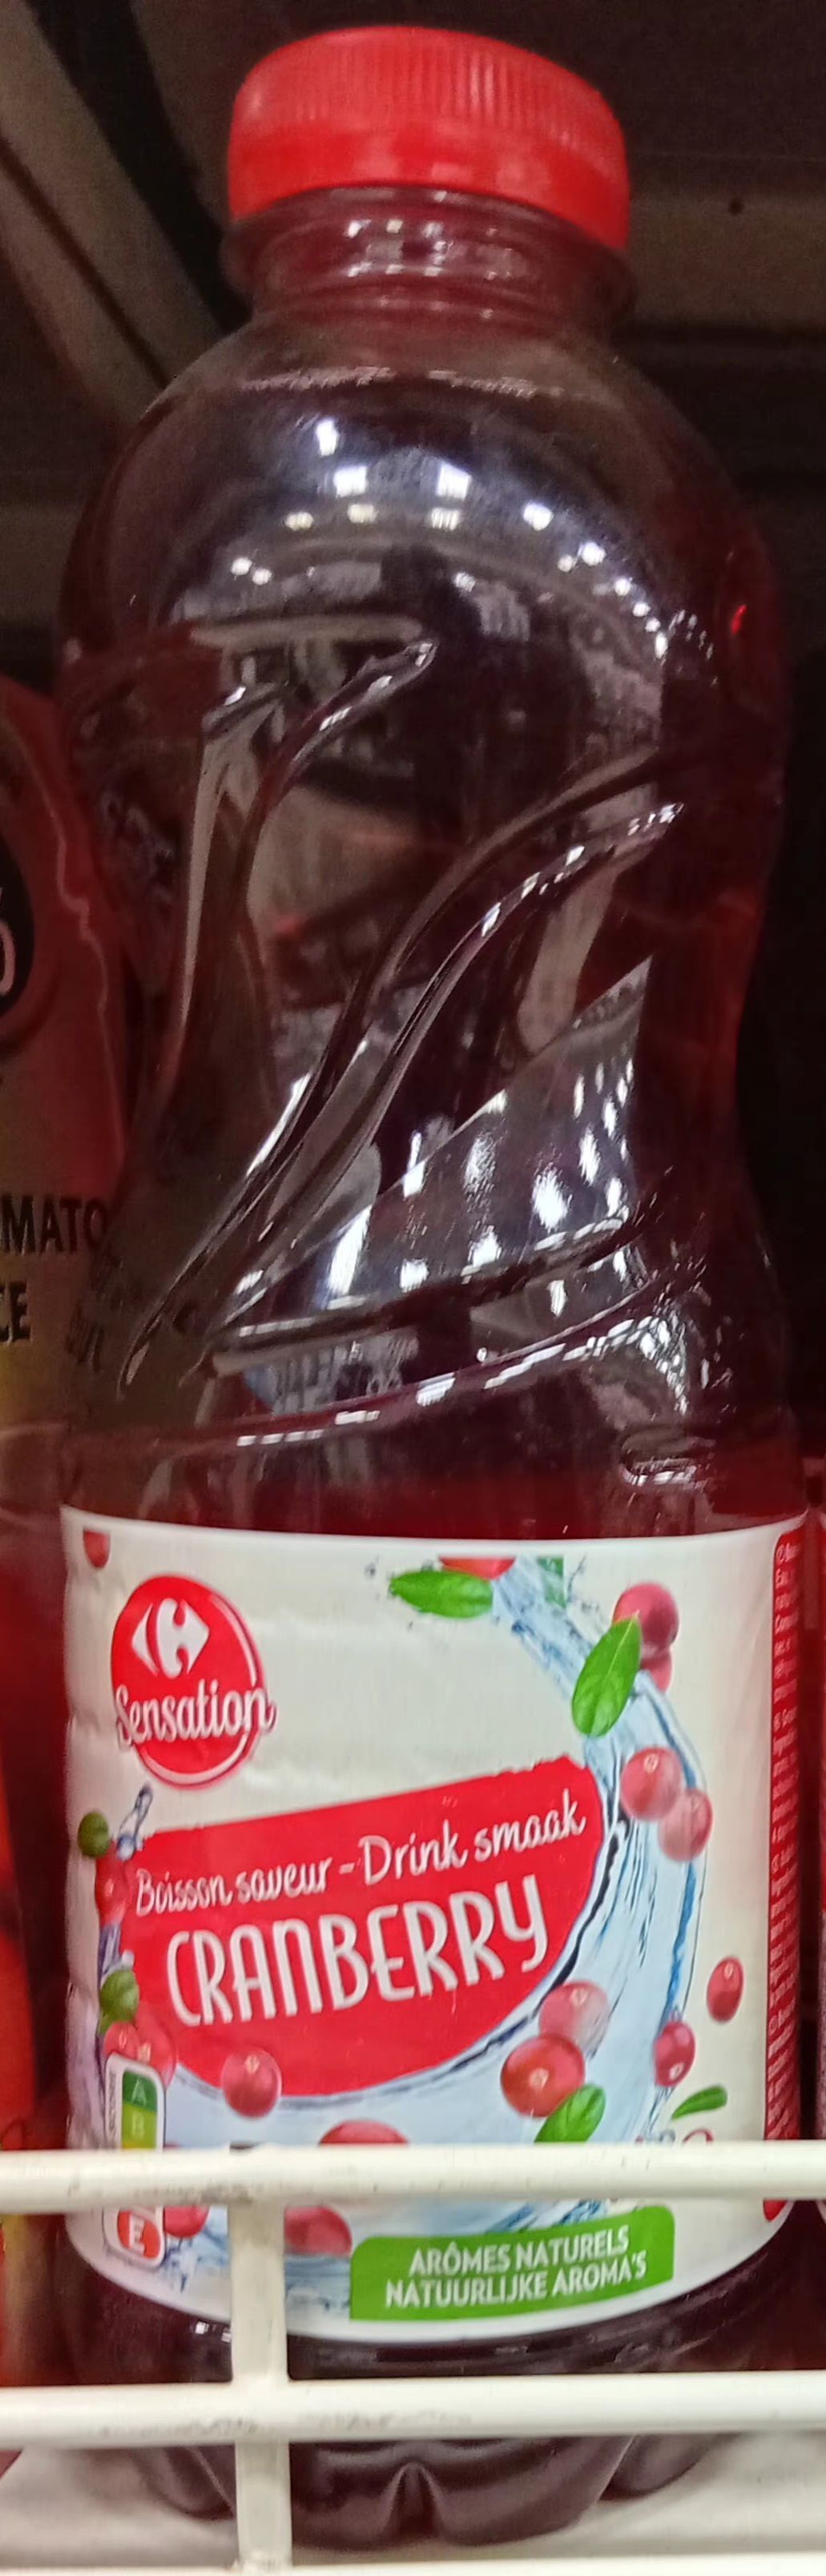 MATO
CE
Sensation
Boisson saveur - Drink smaak
CRANBERRY
A
B
E
ARÔMES NATURELS
NATUURLIJKE AROMA'S